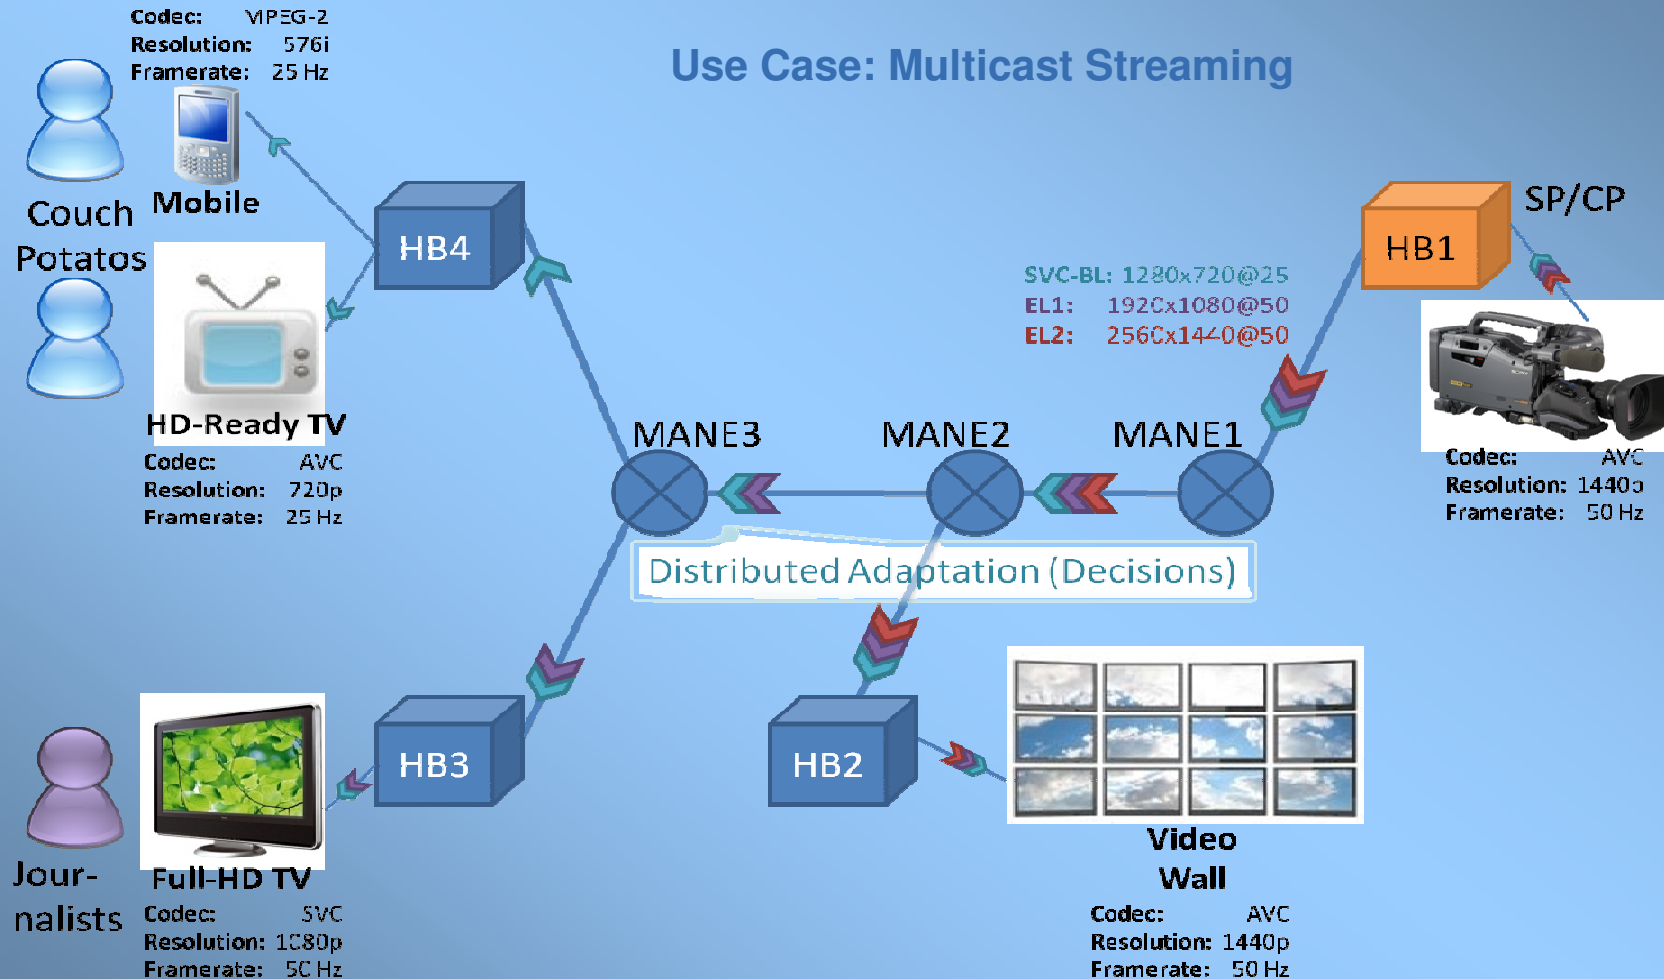 Use Case: Multicast Streaming
Codec: MPEG-2
Resolution: 576i
Framerate: 25 Hz
Mobile
Couch
Potatos
HD-Ready TV
Codec: AVC
Resolution: 720p
Framerate: 25 Hz
HB4
SVC-BL: 1280x720@25
EL1: 1920x1080@50
EL2: 2560x1440@50
HB1
SP/CP
Codec: AVC
Resolution: 1440p
Framerate: 50 Hz
MANE3
MANE2
MANE1
Distributed Adaptation (Decisions)
HB3
HB2
Jour-
nalists
Full-HD TV
Codec: SVC
Resolution: 1080p
Framerate: 50 Hz
Video
Wall
Codec: AVC
Resolution: 1440p
Framerate: 50 Hz